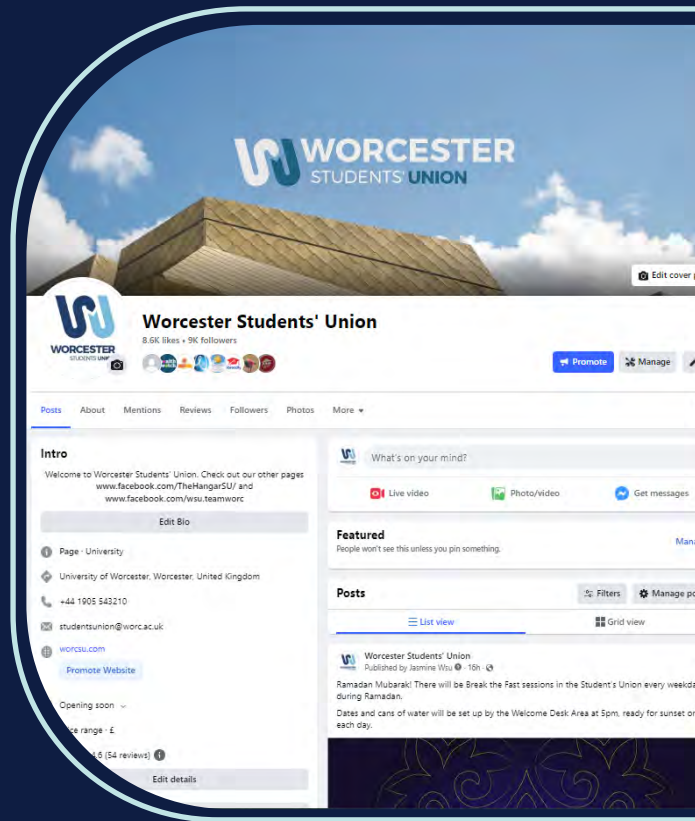 WORCESTER
STUDENTS' UNION
Edit cover
WORCESTER
Worcester Students' Union
8.6K likes • 9K followers
Promote
Manage
Posts
About
Mentions
Reviews
Followers
Photos
More
Intro
Welcome to Worcester Students' Union. Check out our other pages
www.facebook.com/TheHangarSU/ and
www.facebook.com/wsu.teamworc
Edit Bio
Page · University
University of Worcester, Worcester, United Kingdom
+44 1905 543210
studentsunion@worc.ac.uk
worcsu.com
Promote Website
Opening soon
range · £
(54 reviews)
Edit details
What's on your mind?
Live video
Photo/video
Get messages
Featured
People won't see this unless you pin something.
Posts
Filters
Manage
List view
Grid view
Worcester Students' Union
Published by Jasmine Wsu · 16h
Ramadan Mubarak! There will be Break the Fast sessions in the Student's Union every
during Ramadan.
Dates and cans of water will be set up by the Welcome Desk Area at 5pm, ready for sunset
each day.